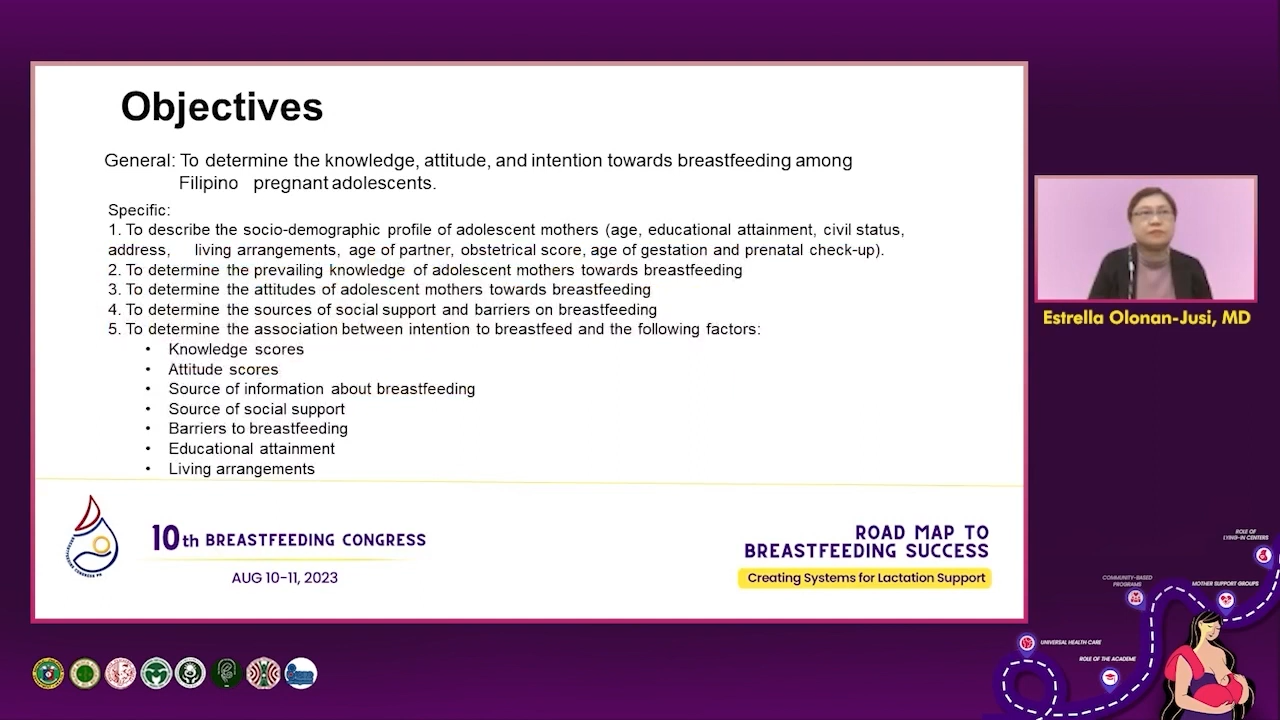 Objectives
General: To determine the knowledge, attitude, and intention towards breastfeeding among
Filipino pregnant adolescents.
Specific:
1. To describe the socio-demographic profile of adolescent mothers (age, educational attainment, civil status,
address, living arrangements, age of partner, obstetrical score, age of gestation and prenatal check-up).
2. To determine the prevailing knowledge of adolescent mothers towards breastfeeding
3. To determine the attitudes of adolescent mothers towards breastfeeding
4. To determine the sources of social support and barriers on breastfeeding
5. To determine the association between intention to breastfeed and the following factors:
• Knowledge scores
• Attitude scores
• Source of information about breastfeeding
• Source of social support
• Barriers to breastfeeding
• Educational attainment
• Living arrangements
10th BREASTFEEDING CONGRESS
AUG 10-11, 2023
ROAD MAP TO
BREASTFEEDING SUCCESS
Creating Systems for Lactation Support
Estrella Olonan-Jusi, MD
ROLE OF
LYING-IN CENTERS
COMMUNITY-BASED
PROGRAMS
MOTHER SUPPORT GROUPS
UNIVERSAL HEALTH CARE
ROLE OF THE ACADEME